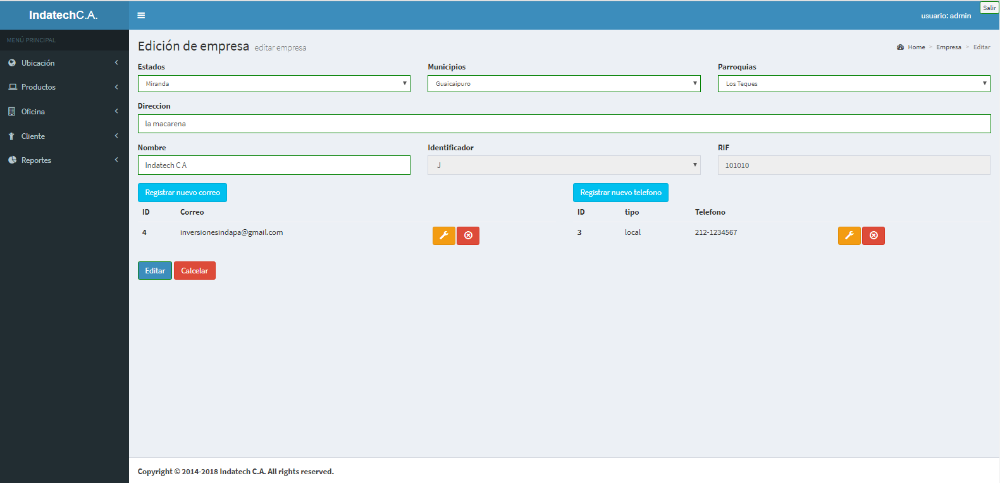 IndatechC.A.
usuario: admin
Salir
MENÚ PRINCIPAL
Ubicación
Productos
Oficina
Cliente
Reportes
Edición de empresa editar empresa
Home > Empresa > Editar
Estados Municipios Parroquias
Miranda Guaicaipuro Los Teques
Direccion
la macarena
Nombre Identificador RIF
Indatech C A J 101010
Registrar nuevo correo Registrar nuevo telefono
ID Correo ID tipo Telefono
4 inversionesindapa@gmail.com 3 local 212-1234567
Editar Calcelar
Copyright © 2014-2018 Indatech C.A. All rights reserved.